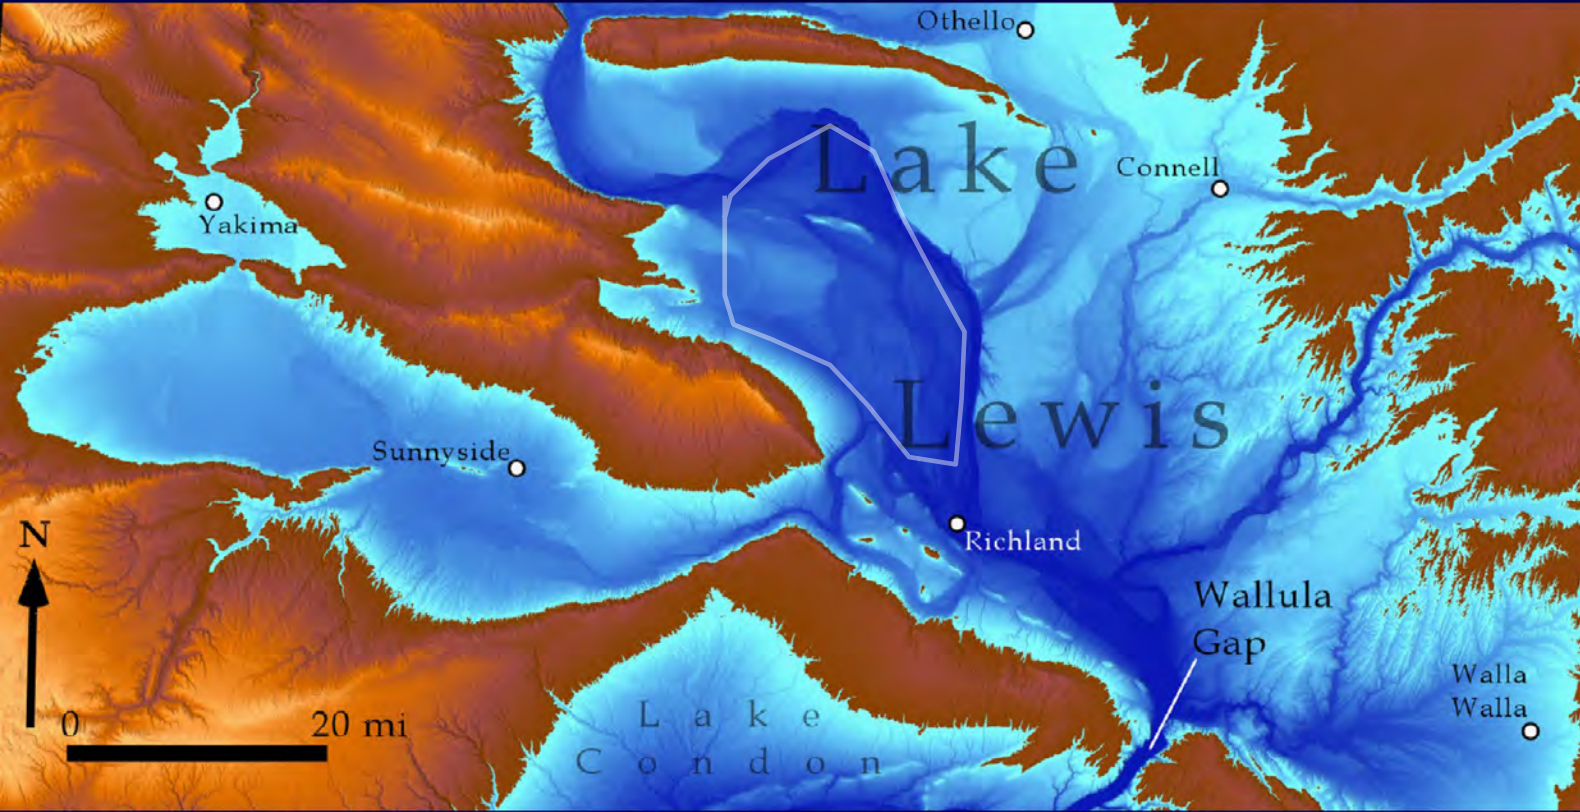 Othello
Lake
Connell
Yakima
Lewis
Sunnyside
N
Richland
Wallula
Gap
Walla
Walla
0 20 mi
Lake
Condon